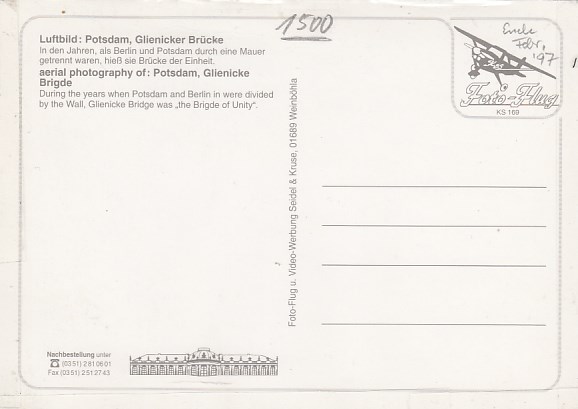 1500
Luftbild: Potsdam, Glienicker Brücke
In den Jahren, als Berlin und Potsdam durch eine Mauer
getrennt waren, hieß sie Brücke der Einheit.
aerial photography of: Potsdam, Glienicke
Brigde
During the years when Potsdam and Berlin in were devided
by the Wall, Glienicke Bridge was „the Brigde of Unity“.
Febr.
'97
Foto-Flug
KS 169
Foto-Flug u. Video-Werbung Seidel & Kruse, 01689 Weinböhla
Nachbestellung unter
☎ (0351) 2810601
Fax (0351) 2512743